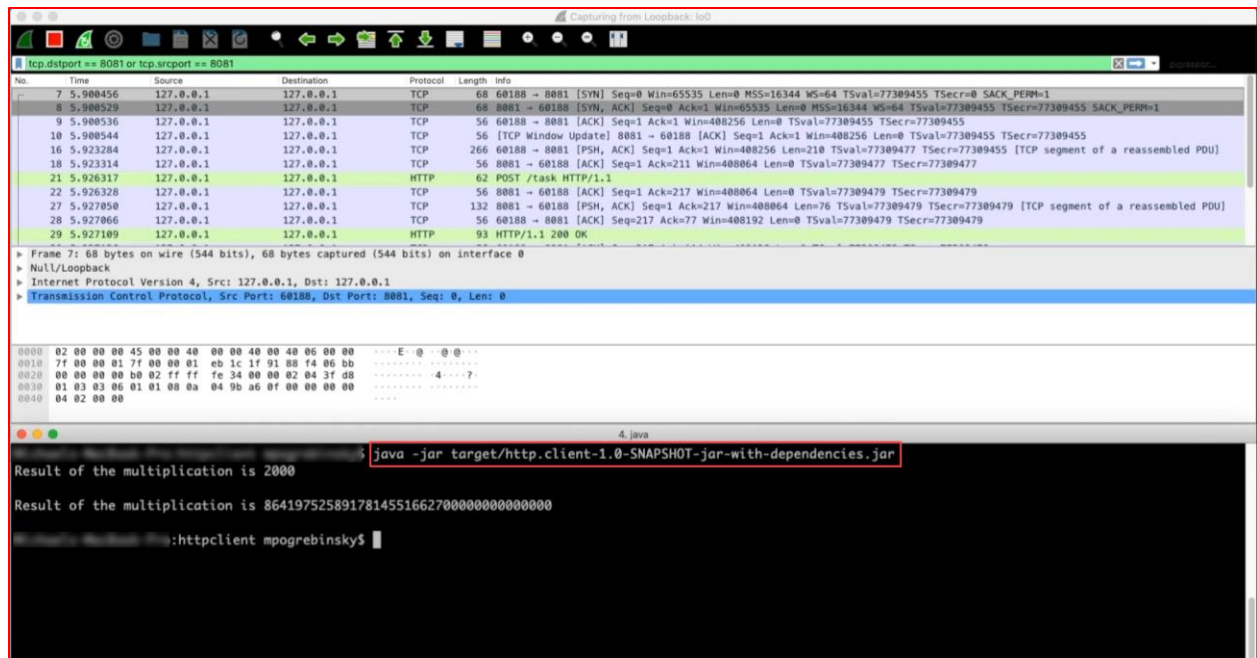 Capturing from Loopback: lo0
tcp.dstport == 8081 or tcp.srcport == 8081
No. Time Source Destination Protocol Length Info
7 5.900456 127.0.0.1 127.0.0.1 TCP 68 60188 → 8081 [SYN] Seq=0 Win=65535 Len=0 MSS=16344 WS=64 TSval=77309455 TSecr=0 SACK_PERM=1
8 5.900529 127.0.0.1 127.0.0.1 TCP 68 8081 → 60188 [SYN, ACK] Seq=0 Ack=1 Win=65535 Len=0 MSS=16344 WS=64 TSval=77309455 TSecr=77309455 SACK_PERM=1
9 5.900536 127.0.0.1 127.0.0.1 TCP 56 60188 → 8081 [ACK] Seq=1 Ack=1 Win=408256 Len=0 TSval=77309455 TSecr=77309455
10 5.900544 127.0.0.1 127.0.0.1 TCP 56 [TCP Window Update] 8081 → 60188 [ACK] Seq=1 Ack=1 Win=408256 Len=0 TSval=77309455 TSecr=77309455
16 5.923284 127.0.0.1 127.0.0.1 TCP 266 60188 → 8081 [PSH, ACK] Seq=1 Ack=1 Win=408256 Len=210 TSval=77309477 TSecr=77309455 [TCP segment of a reassembled PDU]
18 5.923314 127.0.0.1 127.0.0.1 TCP 56 8081 → 60188 [ACK] Seq=1 Ack=211 Win=408064 Len=0 TSval=77309477 TSecr=77309477
21 5.926317 127.0.0.1 127.0.0.1 HTTP 62 POST /task HTTP/1.1
22 5.926328 127.0.0.1 127.0.0.1 TCP 56 8081 → 60188 [ACK] Seq=1 Ack=217 Win=408064 Len=0 TSval=77309479 TSecr=77309479
27 5.927050 127.0.0.1 127.0.0.1 TCP 132 8081 → 60188 [PSH, ACK] Seq=1 Ack=217 Win=408064 Len=76 TSval=77309479 TSecr=77309479 [TCP segment of a reassembled PDU]
28 5.927066 127.0.0.1 127.0.0.1 TCP 56 60188 → 8081 [ACK] Seq=217 Ack=77 Win=408192 Len=0 TSval=77309479 TSecr=77309479
29 5.927109 127.0.0.1 127.0.0.1 HTTP 93 HTTP/1.1 200 OK
Frame 7: 68 bytes on wire (544 bits), 68 bytes captured (544 bits) on interface 0
Null/Loopback
Internet Protocol Version 4, Src: 127.0.0.1, Dst: 127.0.0.1
Transmission Control Protocol, Src Port: 60188, Dst Port: 8081, Seq: 0, Len: 0
0000 02 00 00 00 45 00 00 40 00 00 40 00 40 06 00 00 ····E··@ ··@·@···
0010 7f 00 00 01 7f 00 00 01 eb 1c 1f 91 88 f4 06 bb ········ ········
0020 00 00 00 00 b0 02 ff ff fe 34 00 00 02 04 3f d8 ········ ·4····?·
0030 01 03 03 06 01 01 08 0a 04 9b a6 0f 00 00 00 00 ········ ········
0040 04 02 00 00 ····
4. java
$ java -jar target/http.client-1.0-SNAPSHOT-jar-with-dependencies.jar
Result of the multiplication is 2000
Result of the multiplication is 864197525891781455166270000000000000
:httpclient mpogrebinsky$